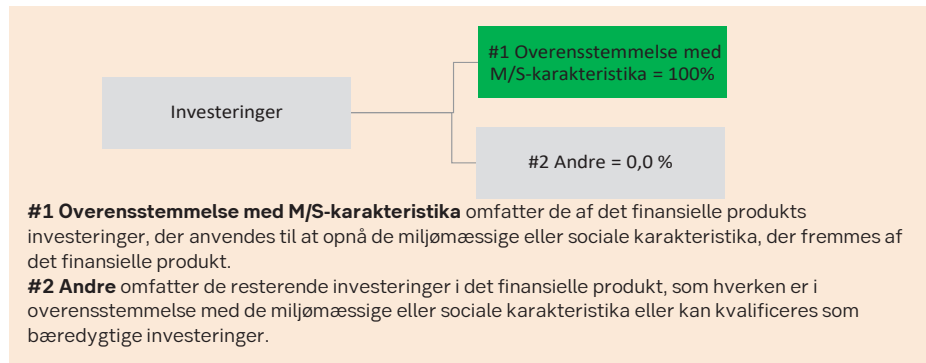 #1 Overensstemmelse med
M/S-karakteristika = 100%
Investeringer
#2 Andre = 0,0 %
#1 Overensstemmelse med M/S-karakteristika omfatter de af det finansielle produkts
investeringer, der anvendes til at opnå de miljømæssige eller sociale karakteristika, der fremmes af
det finansielle produkt.
#2 Andre omfatter de resterende investeringer i det finansielle produkt, som hverken er i
overensstemmelse med de miljømæssige eller sociale karakteristika eller kan kvalificeres som
bæredygtige investeringer.